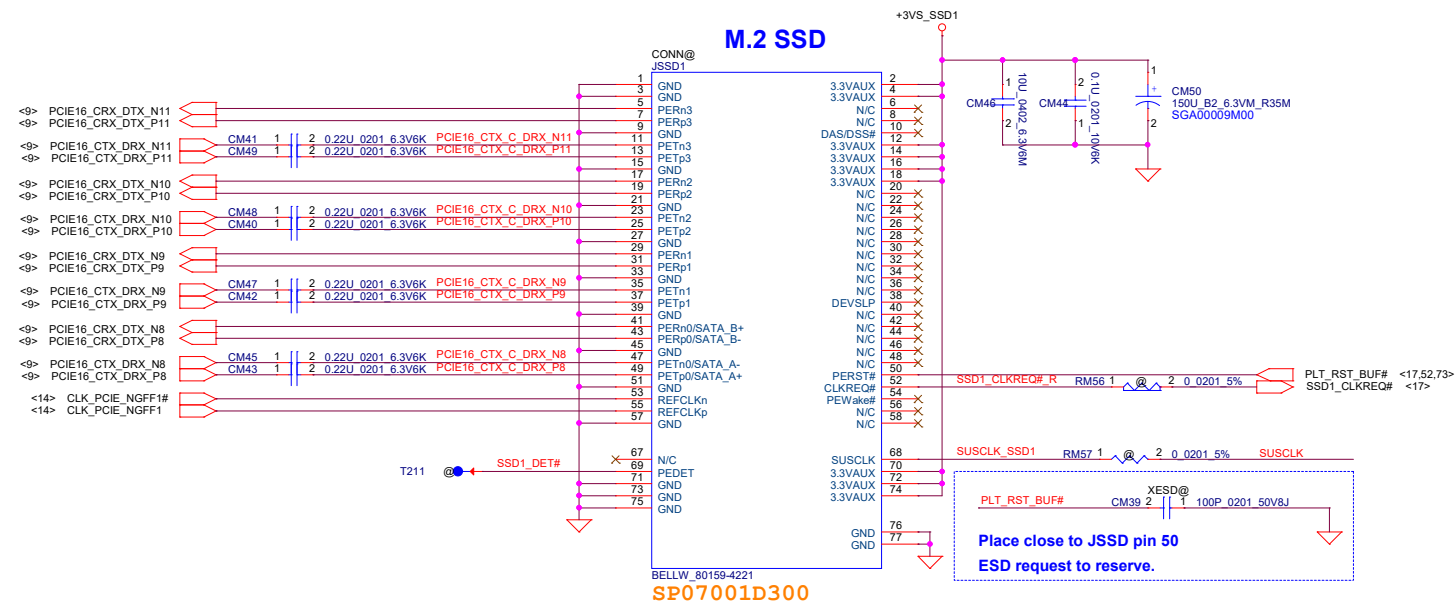 +3VS_SSD1
M.2 SSD
CONN@
JSSD1
<9> PCIE16_CRX_DTX_N11
<9> PCIE16_CRX_DTX_P11
<9> PCIE16_CTX_DRX_N11 CM41 1 2 0.22U_0201_6.3V6K PCIE16_CTX_C_DRX_N11
<9> PCIE16_CTX_DRX_P11 CM49 1 2 0.22U_0201_6.3V6K PCIE16_CTX_C_DRX_P11
<9> PCIE16_CRX_DTX_N10
<9> PCIE16_CRX_DTX_P10
<9> PCIE16_CTX_DRX_N10 CM48 1 2 0.22U_0201_6.3V6K PCIE16_CTX_C_DRX_N10
<9> PCIE16_CTX_DRX_P10 CM40 1 2 0.22U_0201_6.3V6K PCIE16_CTX_C_DRX_P10
<9> PCIE16_CRX_DTX_N9
<9> PCIE16_CRX_DTX_P9
<9> PCIE16_CTX_DRX_N9 CM47 1 2 0.22U_0201_6.3V6K PCIE16_CTX_C_DRX_N9
<9> PCIE16_CTX_DRX_P9 CM42 1 2 0.22U_0201_6.3V6K PCIE16_CTX_C_DRX_P9
<9> PCIE16_CRX_DTX_N8
<9> PCIE16_CRX_DTX_P8
<9> PCIE16_CTX_DRX_N8 CM45 1 2 0.22U_0201_6.3V6K PCIE16_CTX_C_DRX_N8
<9> PCIE16_CTX_DRX_P8 CM43 1 2 0.22U_0201_6.3V6K PCIE16_CTX_C_DRX_P8
<14> CLK_PCIE_NGFF1#
<14> CLK_PCIE_NGFF1
T211 @ SSD1_DET#
1 GND
3 GND
5 PERn3
7 PERp3
9 GND
11 PETn3
13 PETp3
15 GND
17 PERn2
19 PERp2
21 GND
23 PETn2
25 PETp2
27 GND
29 PERn1
31 PERp1
33 GND
35 PETn1
37 PETp1
39 GND
41 PERn0/SATA_B+
43 PERp0/SATA_B-
45 GND
47 PETn0/SATA_A-
49 PETp0/SATA_A+
51 GND
53 REFCLKn
55 REFCLKp
57 GND
67 N/C
69 PEDET
71 GND
73 GND
75 GND
3.3VAUX 2
3.3VAUX 4
N/C 6
N/C 8
DAS/DSS# 10
3.3VAUX 12
3.3VAUX 14
3.3VAUX 16
3.3VAUX 18
N/C 20
N/C 22
N/C 24
N/C 26
N/C 28
N/C 30
N/C 32
N/C 34
N/C 36
DEVSLP 38
N/C 40
N/C 42
N/C 44
N/C 46
N/C 48
PERST# 50
CLKREQ# 52
PEWake# 54
N/C 56
N/C 58
SUSCLK 68
3.3VAUX 70
3.3VAUX 72
3.3VAUX 74
GND 76
GND 77
BELLW_80159-4221
SP07001D300
1 CM46 2 10U_0402_6.3V6M
2 CM44 1 0.1U_0201_10V6K
1 + 2 CM50
150U_B2_6.3VM_R35M
SGA00009M00
PLT_RST_BUF# <17,52,73>
SSD1_CLKREQ#_R RM56 1 @ 2 0_0201_5% SSD1_CLKREQ# <17>
SUSCLK_SSD1 RM57 1 @ 2 0_0201_5% SUSCLK
XESD@
PLT_RST_BUF# CM39 2 1 100P_0201_50V8J
Place close to JSSD pin 50
ESD request to reserve.